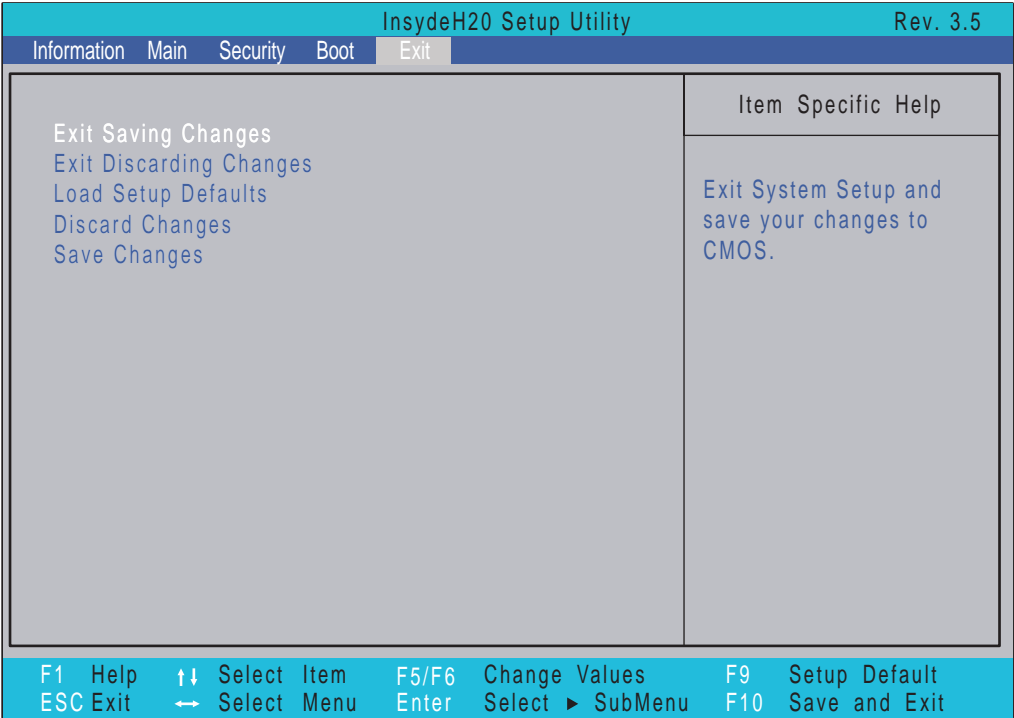 InsydeH20 Setup Utility Rev. 3.5
Information Main Security Boot Exit
Item Specific Help
Exit Saving Changes
Exit Discarding Changes
Load Setup Defaults
Discard Changes
Save Changes
Exit System Setup and
save your changes to
CMOS.
F1 Help ↑↓ Select Item F5/F6 Change Values F9 Setup Default
ESC Exit ↔ Select Menu Enter Select ► SubMenu F10 Save and Exit